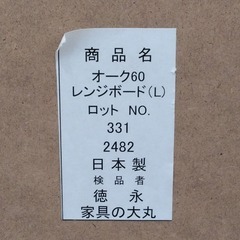 商品名
オーク60
レンジボード(L)
ロット NO.
331
2482
日本製
検品者
徳永
家具の大丸